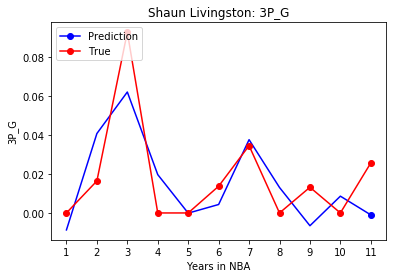 Shaun Livingston: 3P_G
Prediction
True
0.08
0.06
0.04
0.02
0.00
3P_G
1 2 3 4 5 6 7 8 9 10 11
Years in NBA